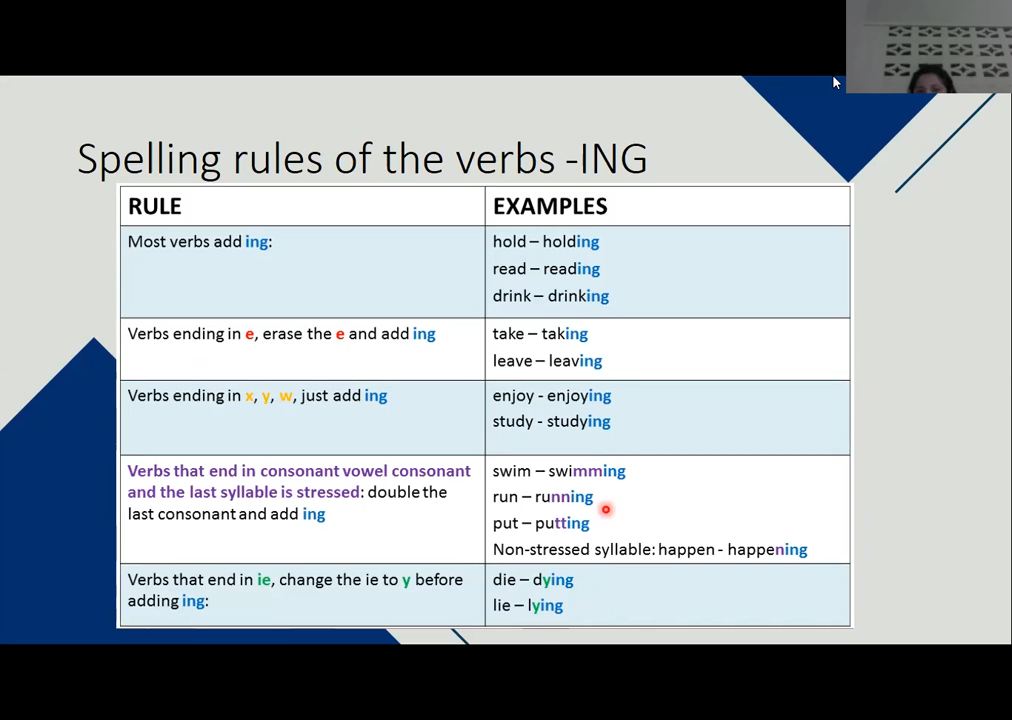 Spelling rules of the verbs -ING
RULE
EXAMPLES
Most verbs add ing:
hold – holding
read – reading
drink – drinking
Verbs ending in e, erase the e and add ing
take – taking
leave – leaving
Verbs ending in x, y, w, just add ing
enjoy - enjoying
study - studying
Verbs that end in consonant vowel consonant
and the last syllable is stressed: double the
last consonant and add ing
swim – swimming
run – running
put – putting
Non-stressed syllable: happen - happening
Verbs that end in ie, change the ie to y before
adding ing:
die – dying
lie – lying